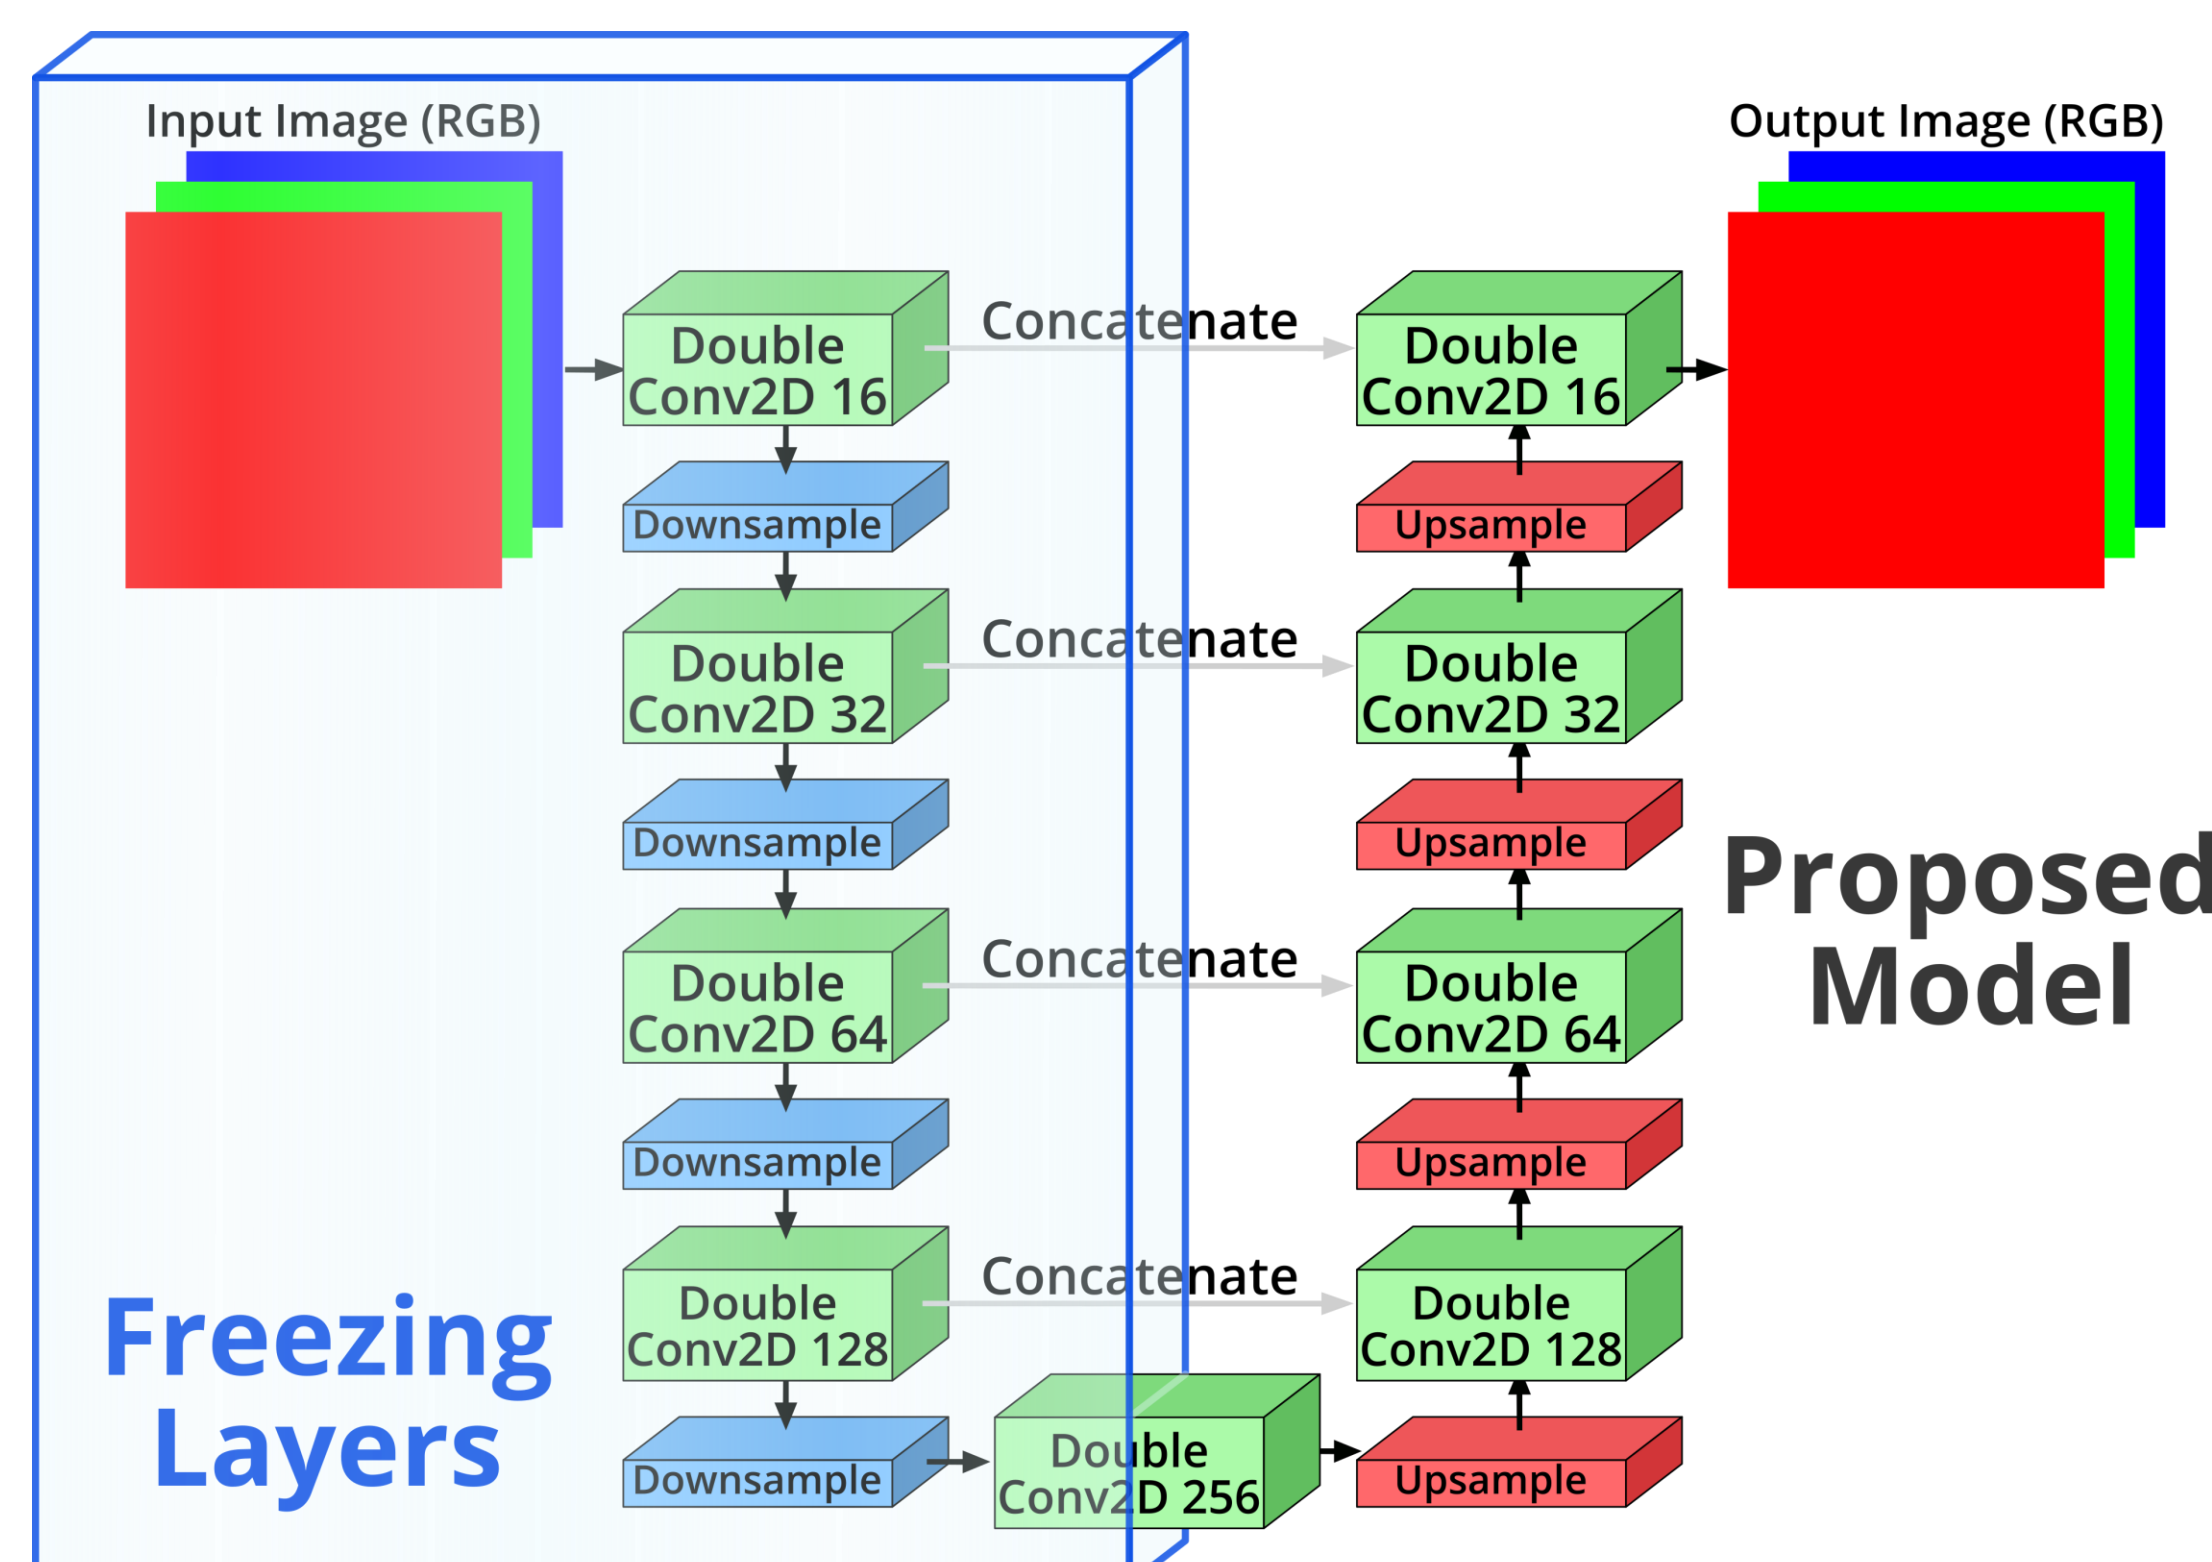 Input Image (RGB)
Output Image (RGB)
Double
Conv2D 16
Concatenate
Double
Conv2D 16
Downsample
Upsample
Double
Conv2D 32
Concatenate
Double
Conv2D 32
Downsample
Upsample
Proposed
Model
Double
Conv2D 64
Concatenate
Double
Conv2D 64
Downsample
Upsample
Freezing
Layers
Double
Conv2D 128
Concatenate
Double
Conv2D 128
Downsample
Double
Conv2D 256
Upsample